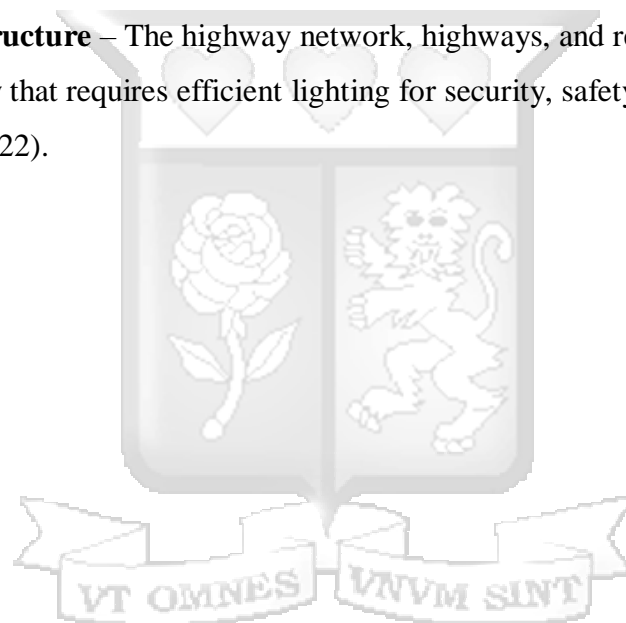 ructure – The highway network, highways, and r
that requires efficient lighting for security, safety
22).
VT OMNES VNVM SINT